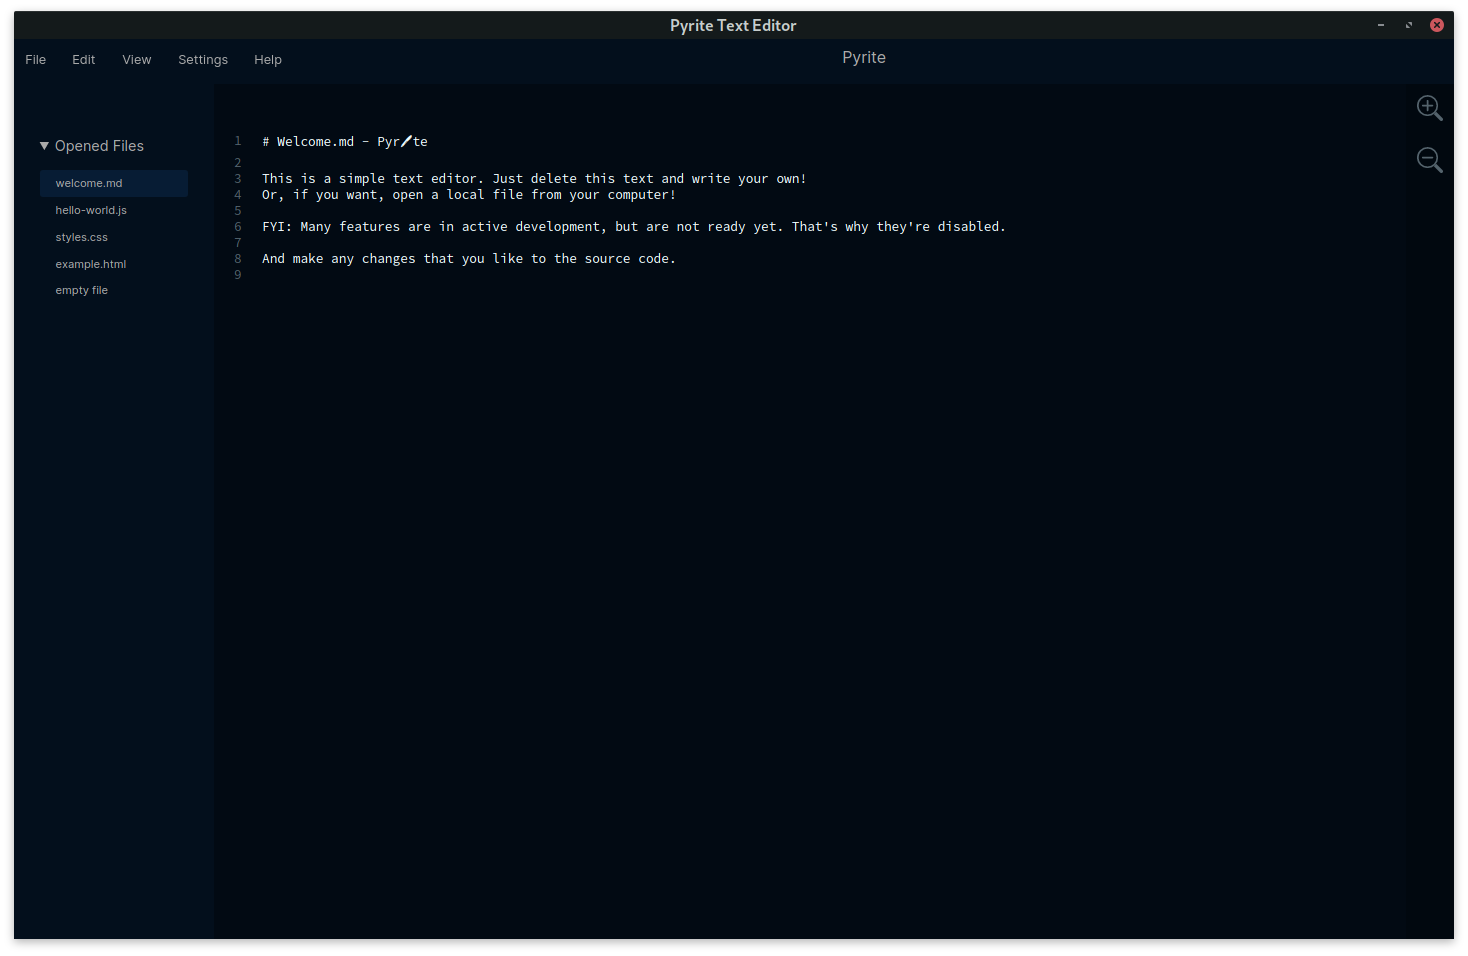 Pyrite Text Editor
File Edit View Settings Help
Pyrite
Opened Files
welcome.md
hello-world.js
styles.css
example.html
empty file
1 # Welcome.md - Pyr🖊te
2
3 This is a simple text editor. Just delete this text and write your own!
4 Or, if you want, open a local file from your computer!
5
6 FYI: Many features are in active development, but are not ready yet. That's why they're disabled.
7
8 And make any changes that you like to the source code.
9